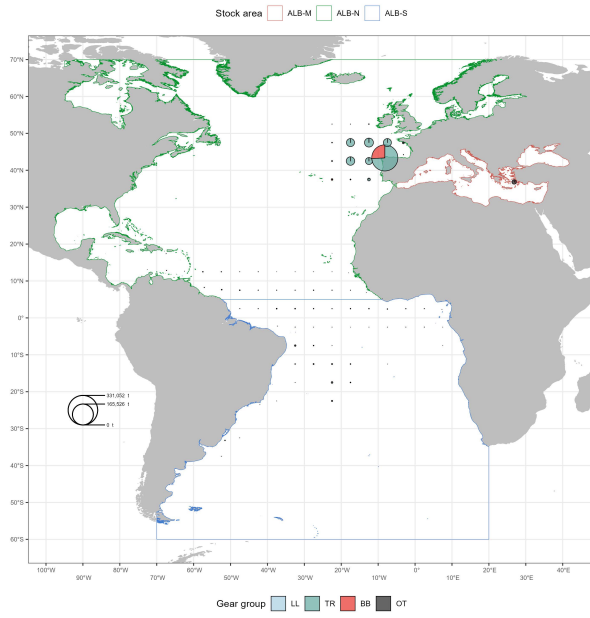 Stock area ALB-M ALB-N ALB-S
70°N
60°N
50°N
40°N
30°N
20°N
10°N
0°
10°S
20°S
331,052 t
165,526 t
0 t
30°S
40°S
50°S
60°S
100°W 80°W 60°W 40°W 20°W 0° 20°E 40°E
90°W 70°W 50°W 30°W 10°W 10°E 30°E
Gear group LL TR BB OT